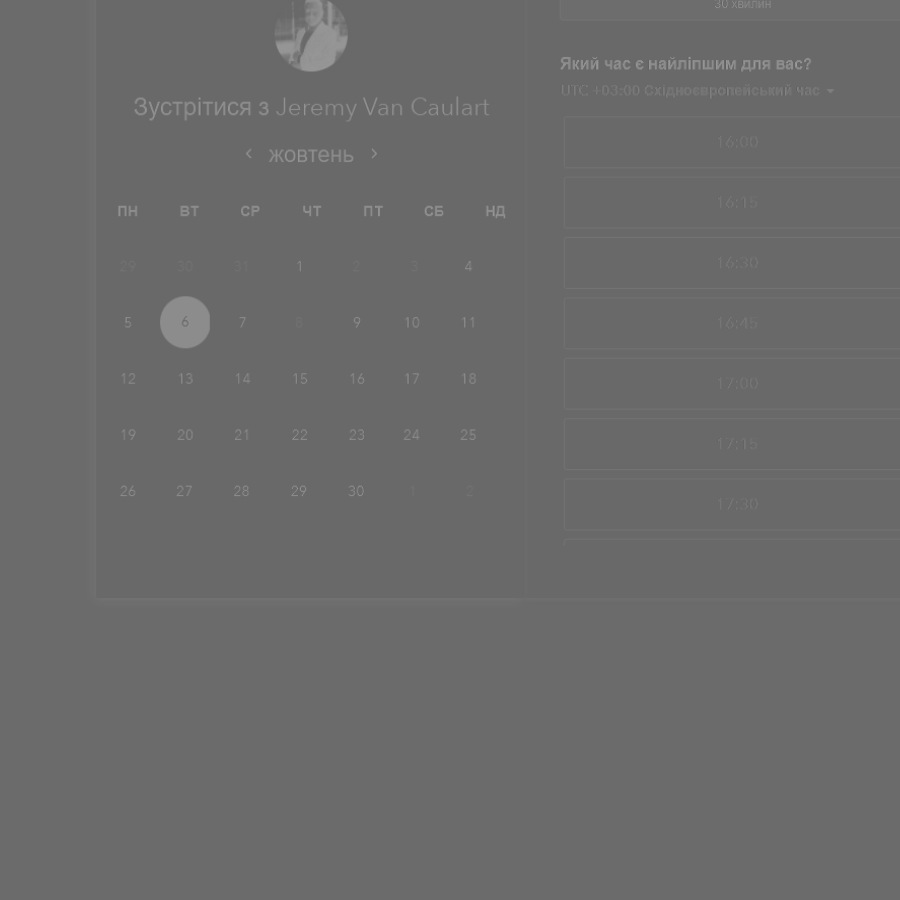 30 хвилин
Зустрітися з Jeremy Van Caulart
жовтень
ПН ВТ СР ЧТ ПТ СБ НД
29 30 31 1 2 3 4
5 6 7 8 9 10 11
12 13 14 15 16 17 18
19 20 21 22 23 24 25
26 27 28 29 30 1 2
Який час є найліпшим для вас?
UTC +03:00 Східноєвропейський час
16:00
16:15
16:30
16:45
17:00
17:15
17:30